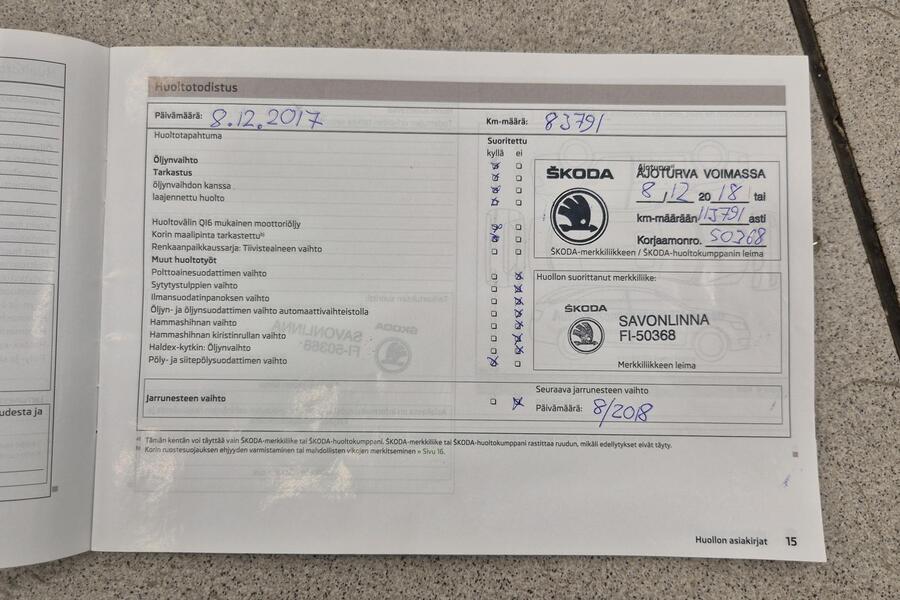 Huoltotodistus
Päivämäärä: 8.12.2017 Km-määrä: 83791
Huoltotapahtuma Suoritettu
kyllä ei
Öljynvaihto
Tarkastus
öljynvaihdon kanssa
laajennettu huolto
Huoltovälin QI6 mukainen moottoriöljy
Korin maalipinta tarkastettu b)
Renkaanpaikkaussarja: Tiivisteaineen vaihto
Muut huoltotyöt
Polttoainesuodattimen vaihto
Sytytystulppien vaihto
Ilmansuodatinpanoksen vaihto
Öljyn- ja öljynsuodattimen vaihto automaattivaihteistolla
Hammashihnan vaihto
Hammashihnan kiristinrullan vaihto
Haldex-kytkin: Öljynvaihto
Pöly- ja siitepölysuodattimen vaihto
ŠKODA
AJOTURVA VOIMASSA
8,12 20 18 tai
km-määrään 113791 asti
Korjaamonro. 50368
ŠKODA-merkkiliikkeen / ŠKODA-huoltokumppanin leima
Huollon suorittanut merkkiliike:
ŠKODA
SAVONLINNA
FI-50368
Merkkiliikkeen leima
Jarrunesteen vaihto
Seuraava jarrunesteen vaihto
Päivämäärä: 8/2018
a) Tämän kentän voi täyttää vain ŠKODA-merkkiliike tai ŠKODA-huoltokumppani. ŠKODA-merkkiliike tai ŠKODA-huoltokumppani rastittaa ruudun, mikäli edellytykset eivät täyty.
b) Korin ruostesuojauksen ehjyyden varmistaminen tai mahdollisten vikojen merkitseminen » Sivu 16.
udesta ja
Huollon asiakirjat 15